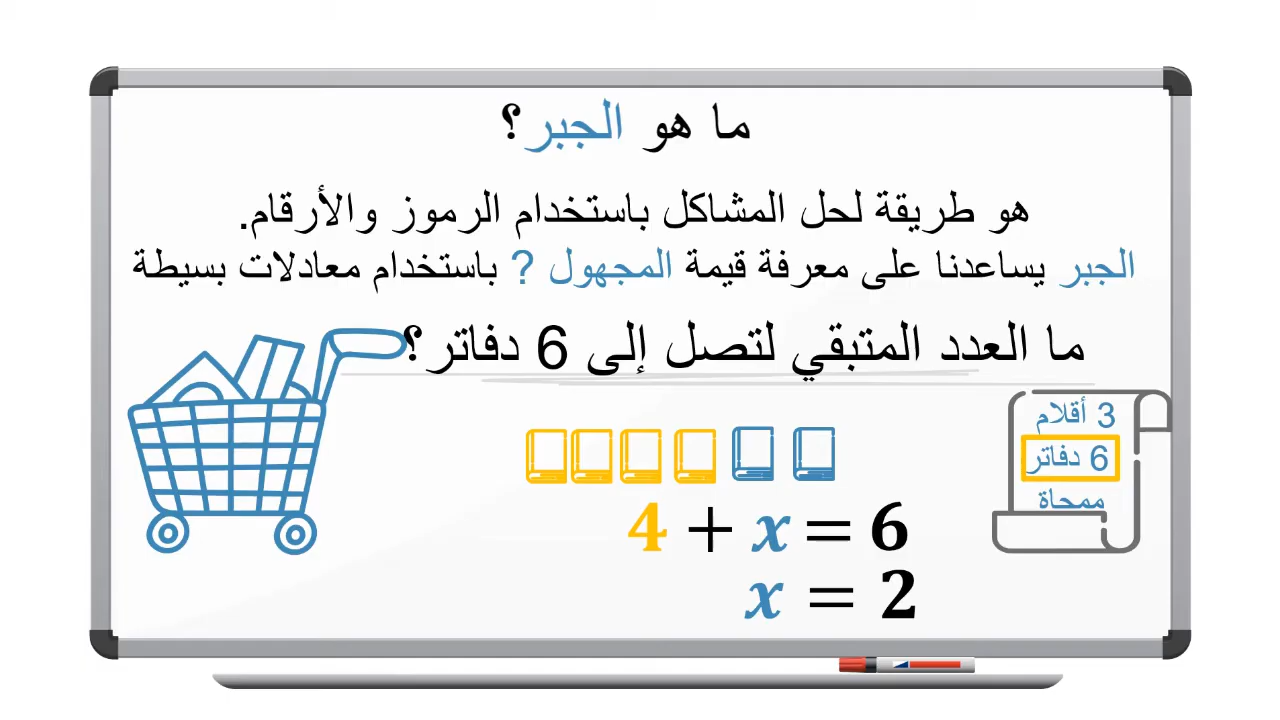 ما هو الجبر؟
هو طريقة لحل المشاكل باستخدام الرموز والأرقام.
الجبر يساعدنا على معرفة قيمة المجهول ? باستخدام معادلات بسيطة
ما العدد المتبقي لتصل إلى 6 دفاتر؟
3 أقلام
6 دفاتر
ممحاة
4 + x = 6
x = 2